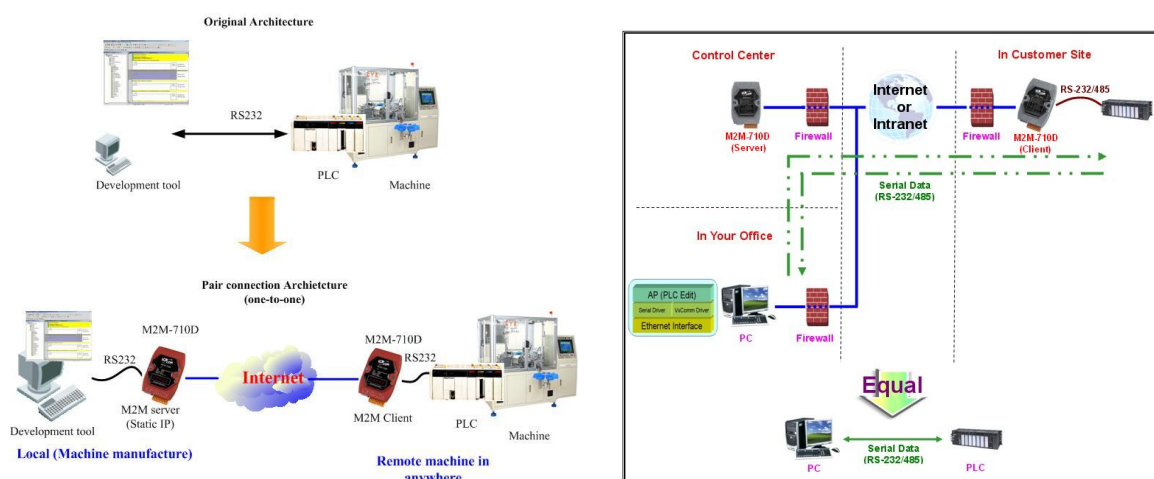 Original Architecture
RS232
Development tool
PLC
Machine
Pair connection Archietcture
(one-to-one)
M2M-710D
RS232
M2M server
(Static IP)
Development tool
Local (Machine manufacture)
Internet
M2M-710D
RS232
M2M Client
PLC
Machine
Remote machine in
anywhere
Control Center
M2M-710D
(Server)
Firewall
Internet
or
Intranet
In Customer Site
Firewall
M2M-710D
(Client)
RS-232/485
Serial Data
(RS-232/485)
In Your Office
AP (PLC Edit)
Serial Driver
VxComm Driver
Ethernet Interface
PC
Firewall
Equal
PC
Serial Data
(RS-232/485)
PLC